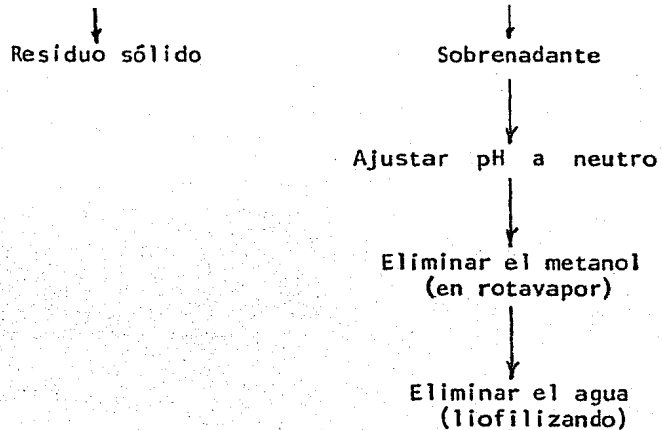 Residuo sólido
Sobrenadante
Ajustar pH a neutro
Eliminar el metanol
(en rotavapor)
Eliminar el agua
(liofilizando)